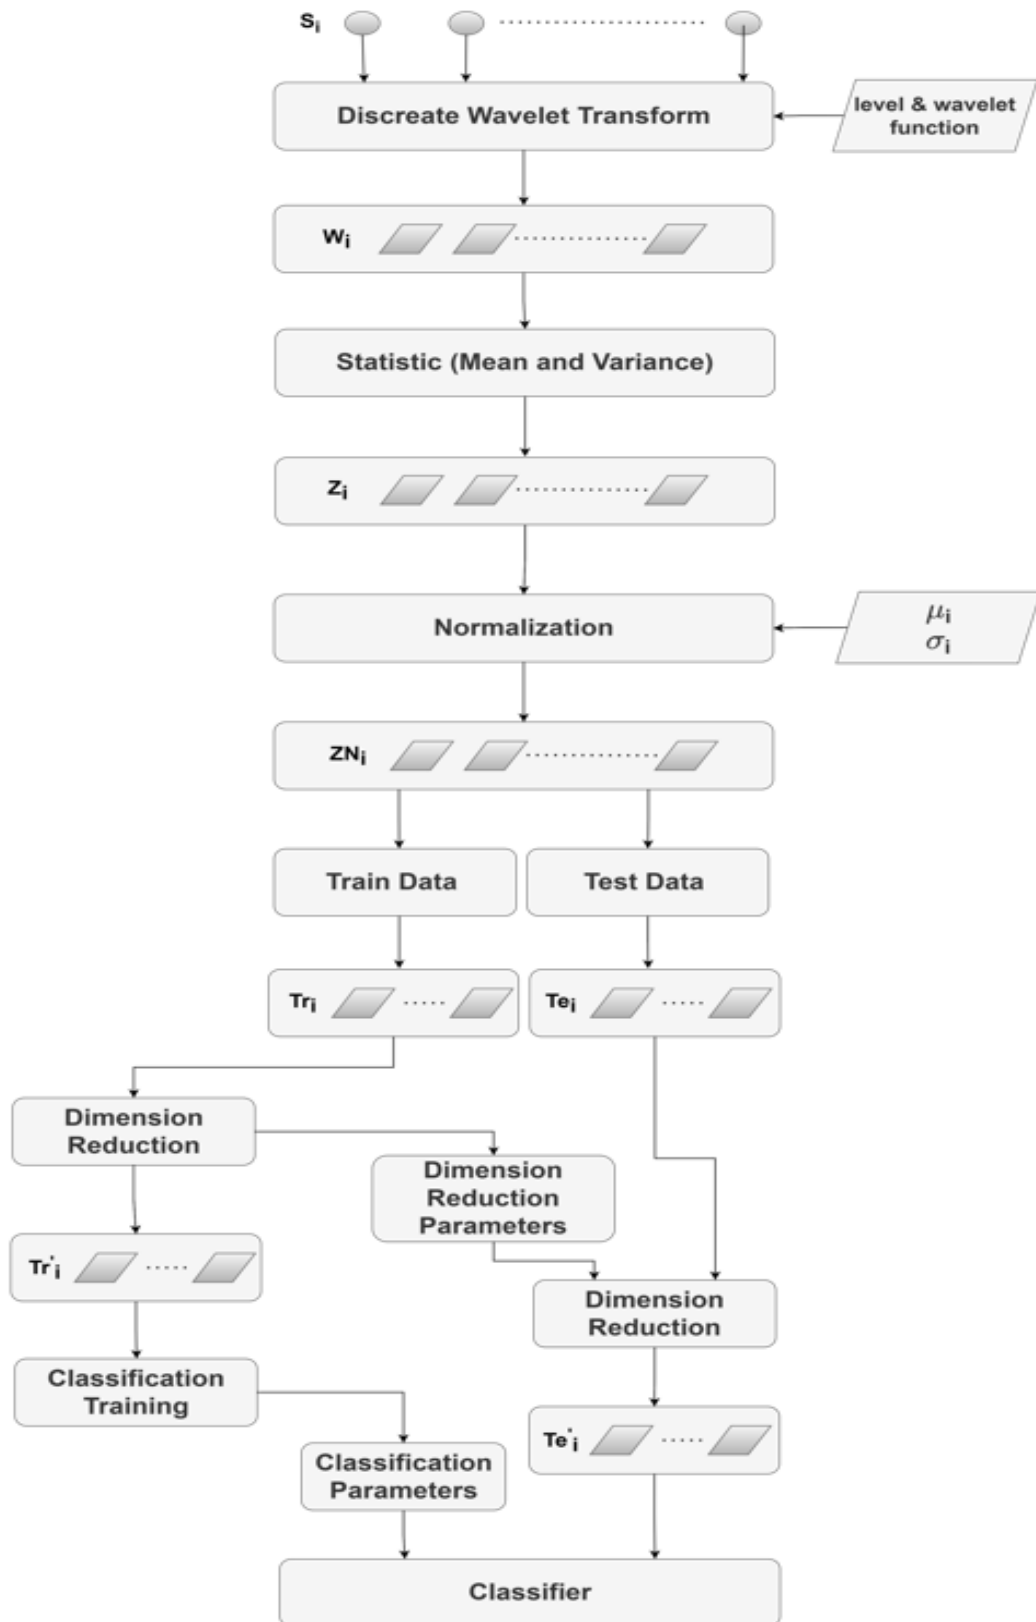 Si
Discreate Wavelet Transform
level & wavelet
function
Wi
Statistic (Mean and Variance)
Zi
Normalization
μi
σi
ZNi
Train Data
Test Data
Tri
Tei
Dimension
Reduction
Dimension
Reduction
Parameters
Tr'i
Dimension
Reduction
Classification
Training
Te'i
Classification
Parameters
Classifier